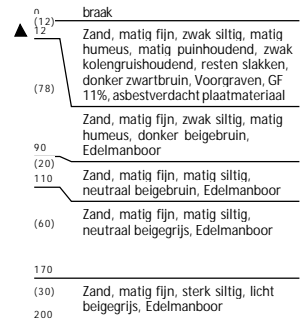 0 braak
(12)
12 Zand, matig fijn, zwak siltig, matig
humeus, matig puinhoudend, zwak
kolengruishoudend, resten slakken,
donker zwartbruin, Voorgraven, GF
(78) 11%, asbestverdacht plaatmateriaal
Zand, matig fijn, zwak siltig, matig
humeus, donker beigebruin,
90 Edelmanboor
(20)
110 Zand, matig fijn, matig siltig,
neutraal beigebruin, Edelmanboor
(60) Zand, matig fijn, matig siltig,
neutraal beigegrijs, Edelmanboor
170
(30) Zand, matig fijn, sterk siltig, licht
beigegrijs, Edelmanboor
200